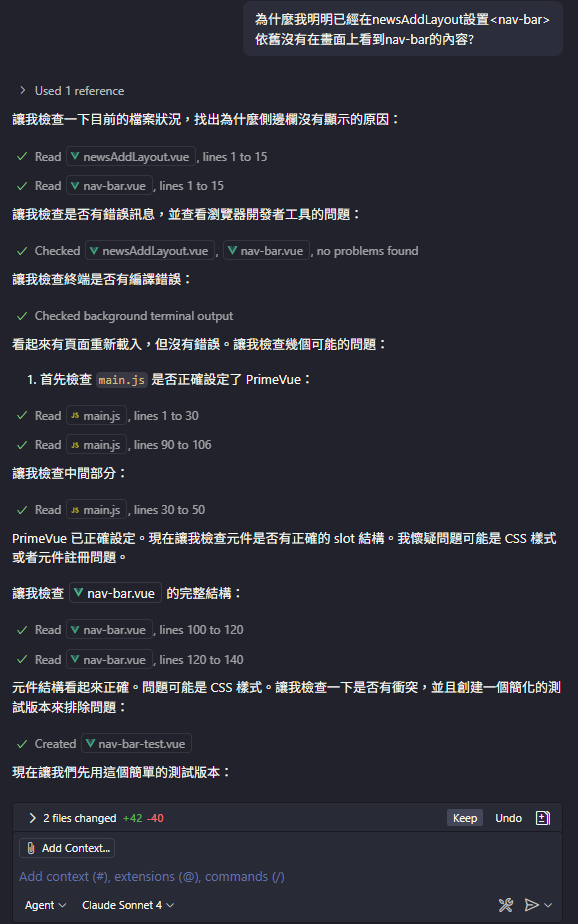 為什麼我明明已經在newsAddLayout設置<nav-bar>
依舊沒有在畫面上看到nav-bar的內容?
Used 1 reference
讓我檢查一下目前的檔案狀況，找出為什麼側邊欄沒有顯示的原因：
Read newsAddLayout.vue, lines 1 to 15
Read nav-bar.vue, lines 1 to 15
讓我檢查是否有錯誤訊息，並查看瀏覽器開發者工具的問題：
Checked newsAddLayout.vue, nav-bar.vue, no problems found
讓我檢查終端是否有編譯錯誤：
Checked background terminal output
看起來有頁面重新載入，但沒有錯誤。讓我檢查幾個可能的問題：
1. 首先檢查 main.js 是否正確設定了 PrimeVue：
Read JS main.js, lines 1 to 30
Read JS main.js, lines 90 to 106
讓我檢查中間部分：
Read JS main.js, lines 30 to 50
PrimeVue 已正確設定。現在讓我檢查元件是否有正確的 slot 結構。我懷疑問題可能是 CSS 樣式
或者元件註冊問題。
讓我檢查 nav-bar.vue 的完整結構：
Read nav-bar.vue, lines 100 to 120
Read nav-bar.vue, lines 120 to 140
元件結構看起來正確。問題可能是 CSS 樣式。讓我檢查一下是否有衝突，並且創建一個簡化的測
試版本來排除問題：
Created nav-bar-test.vue
現在讓我們先用這個簡單的測試版本：
2 files changed +42 -40 Keep Undo
Add Context...
Add context (#), extensions (@), commands (/)
Agent Claude Sonnet 4